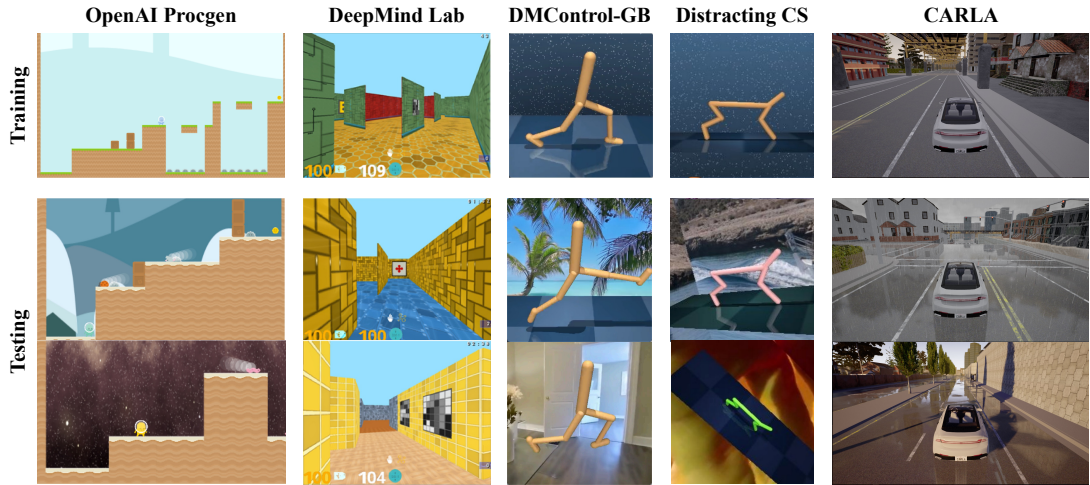 OpenAI Procgen
DeepMind Lab
DMControl-GB
Distracting CS
CARLA
Training
100 109
Testing
100 100
100 104